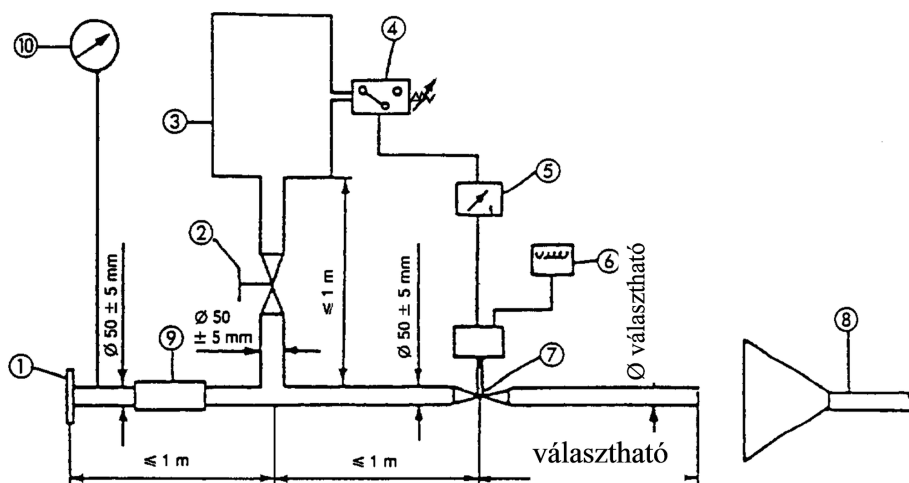 ⑩
④
③
⑤
②
⑥
Ø 50 ± 5 mm
≤ 1 m
Ø 50 ± 5 mm
Ø 50
± 5 mm
Ø választható
①
⑨
⑦
⑧
≤ 1 m
≤ 1 m
választható